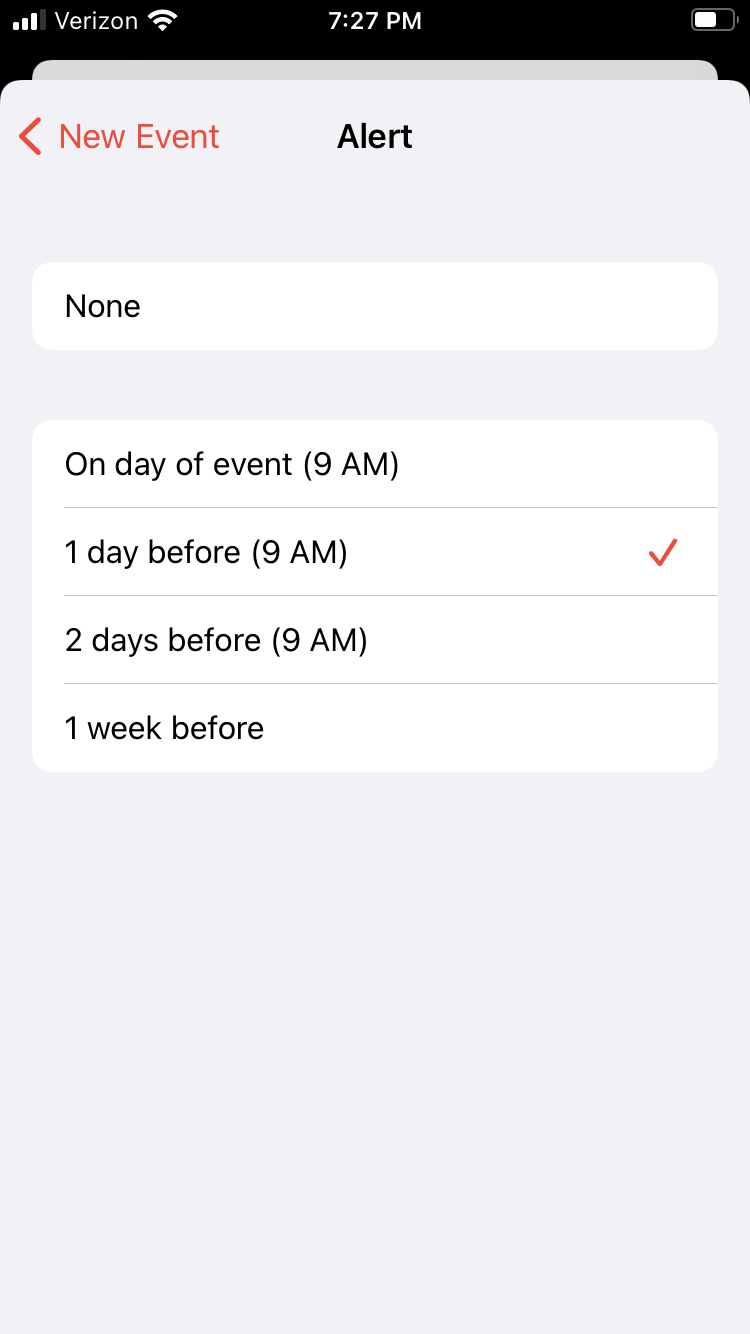 Verizon 7:27 PM
New Event Alert
None
On day of event (9 AM)
1 day before (9 AM)
2 days before (9 AM)
1 week before